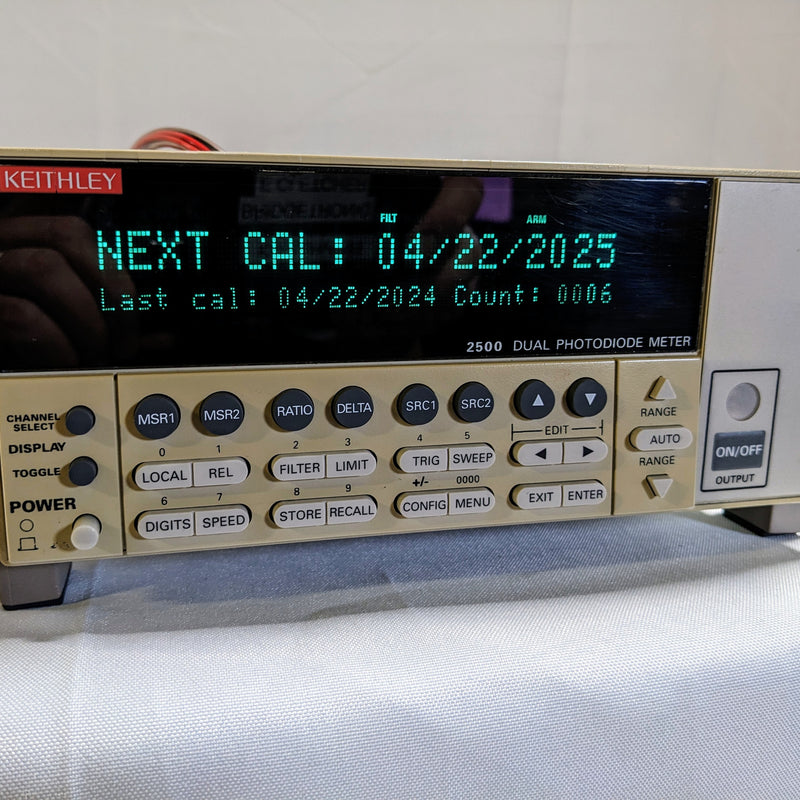 KEITHLEY
FILT ARM
NEXT CAL: 04/22/2025
Last cal: 04/22/2024 Count: 0006
2500 DUAL PHOTODIODE METER
CHANNEL
SELECT
DISPLAY
TOGGLE
POWER
MSR1 MSR2 RATIO DELTA SRC1 SRC2
0 1 2 3 4 5
EDIT
LOCAL REL FILTER LIMIT TRIG SWEEP
6 7 8 9 +/- 0000
DIGITS SPEED STORE RECALL CONFIG MENU EXIT ENTER
RANGE
AUTO
RANGE
ON/OFF
OUTPUT